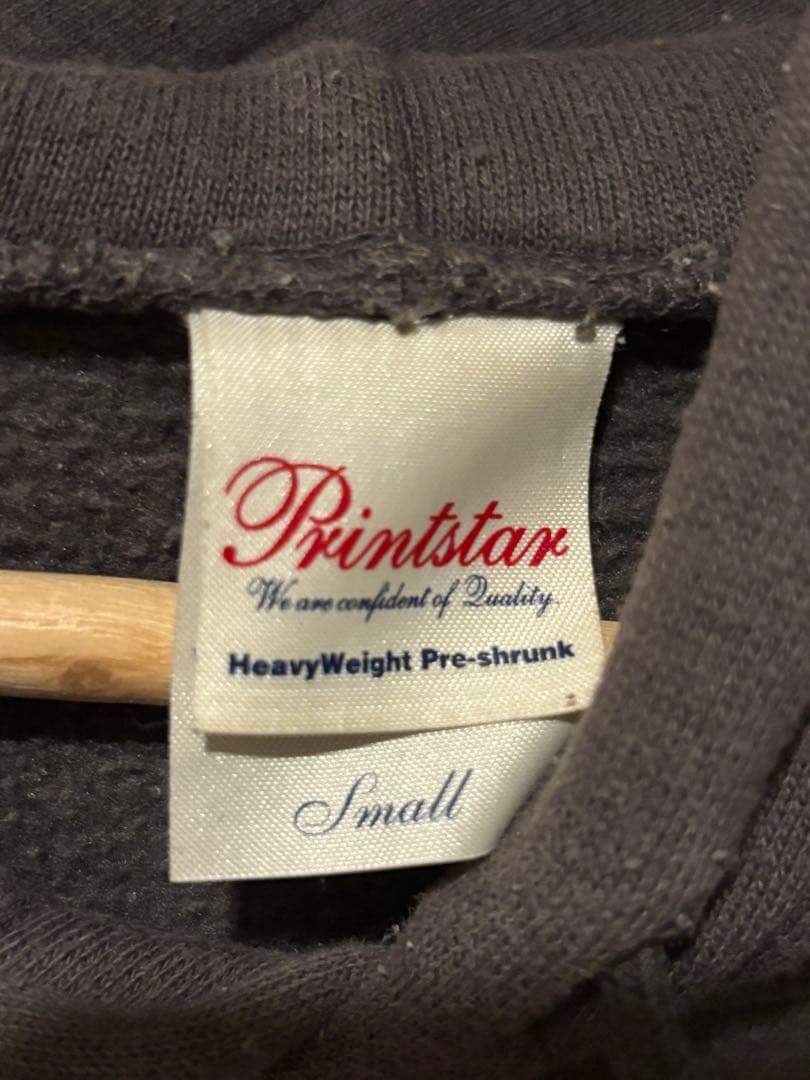 Printstar
We are confident of Quality.
HeavyWeight Pre-shrunk
Small